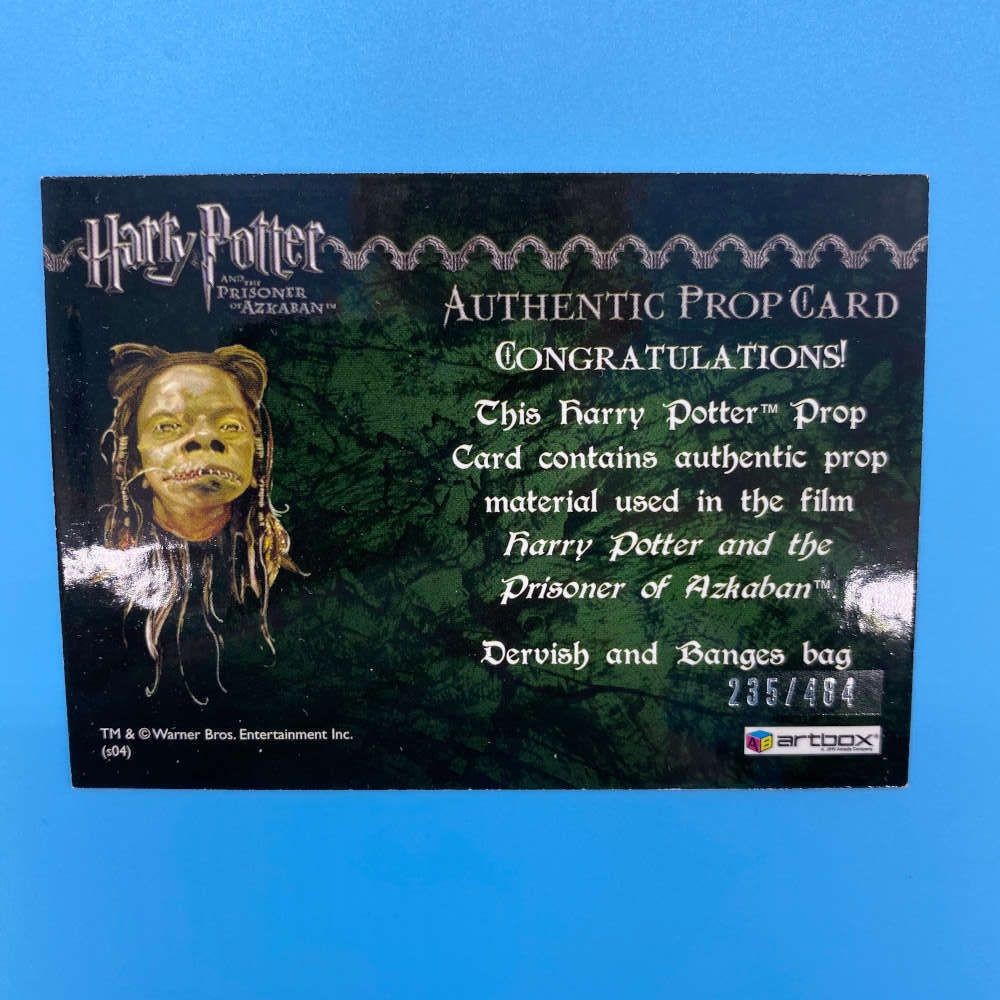 Harry Potter
AND THE
PRISONER
OF AZKABAN™
AUTHENTIC PROP CARD
CONGRATULATIONS!
This Harry Potter™ Prop
Card contains authentic prop
material used in the film
Harry Potter and the
Prisoner of Azkaban™.
Dervish and Banges bag
235/484
TM & © Warner Bros. Entertainment Inc.
(s04)
AB artbox